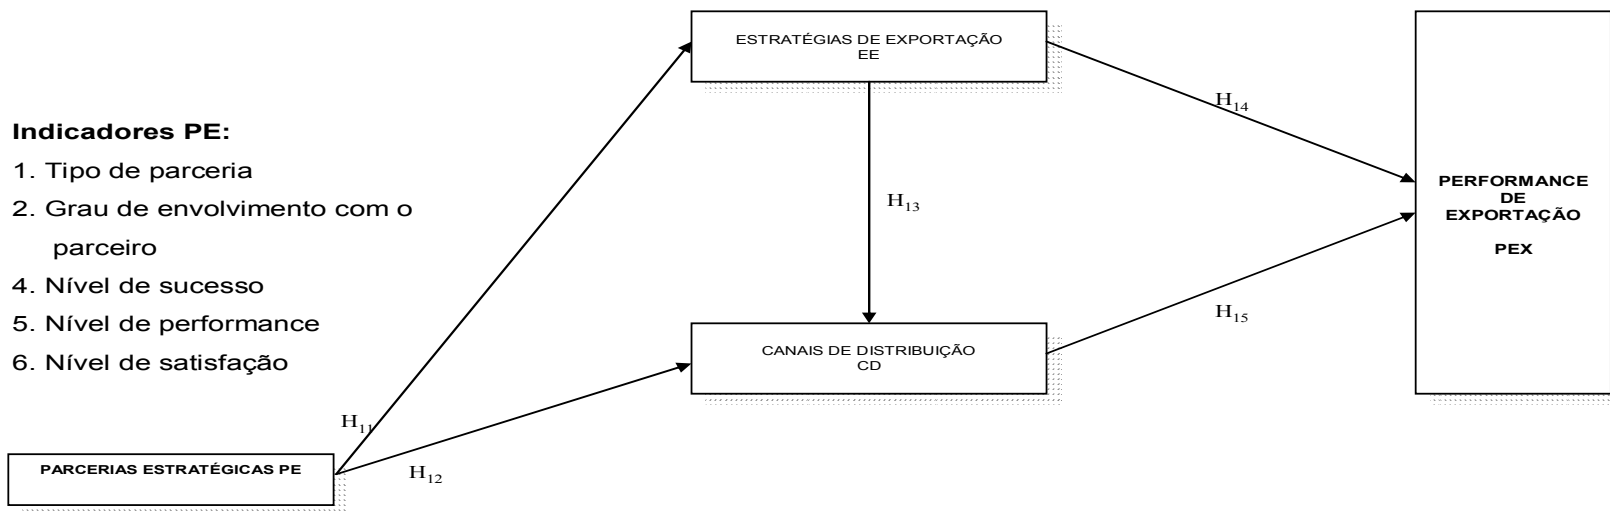 ESTRATÉGIAS DE EXPORTAÇÃO
EE
H14
Indicadores PE:
1. Tipo de parceria
2. Grau de envolvimento com o
parceiro
4. Nível de sucesso
5. Nível de performance
6. Nível de satisfação
H13
PERFORMANCE
DE
EXPORTAÇÃO
PEX
H15
CANAIS DE DISTRIBUIÇÃO
CD
H11
PARCERIAS ESTRATÉGICAS PE
H12